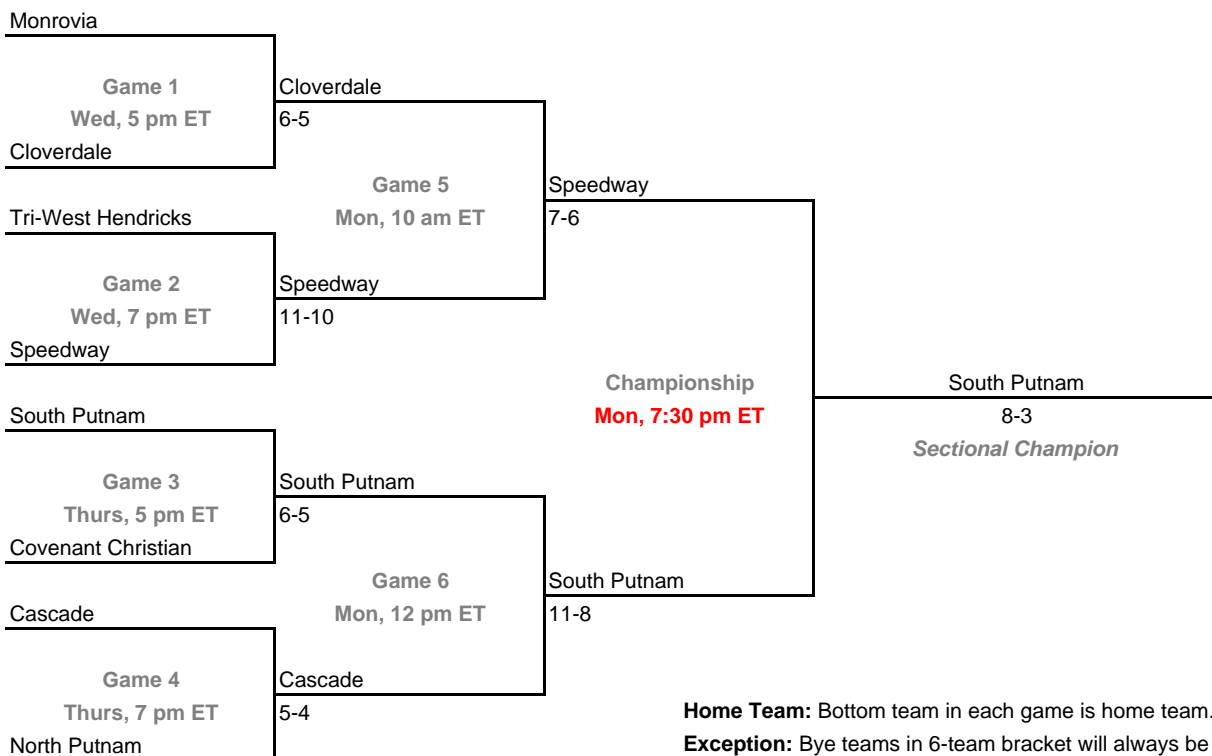 Monrovia
Game 1
Cloverdale
Wed, 5 pm ET
6-5
Cloverdale
Game 5
Speedway
Tri-West Hendricks
Mon, 10 am ET
7-6
Game 2
Speedway
Wed, 7 pm ET
11-10
Speedway
Championship
South Putnam
South Putnam
Mon, 7:30 pm ET
8-3
Sectional Champion
Game 3
South Putnam
Thurs, 5 pm ET
6-5
Covenant Christian
Game 6
South Putnam
Cascade
Mon, 12 pm ET
11-8
Game 4
Cascade
Thurs, 7 pm ET
5-4
Home Team: Bottom team in each game is home team.
North Putnam
Exception: Bye teams in 6-team bracket will always be